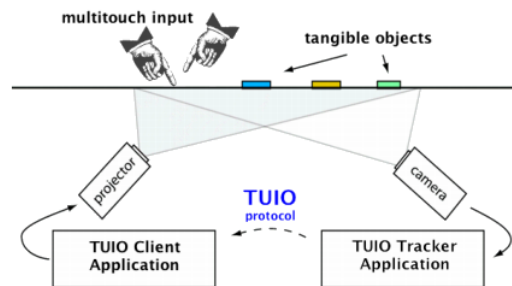 multitouch input
tangible objects
projector
camera
TUIO
protocol
TUIO Client
Application
TUIO Tracker
Application